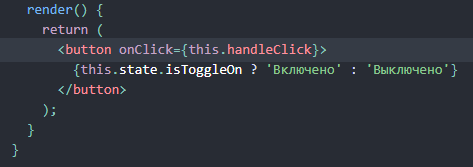 render() {
return (
<button onClick={this.handleClick}>
{this.state.isToggleOn ? 'Включено' : 'Выключено'}
</button>
);
}
}